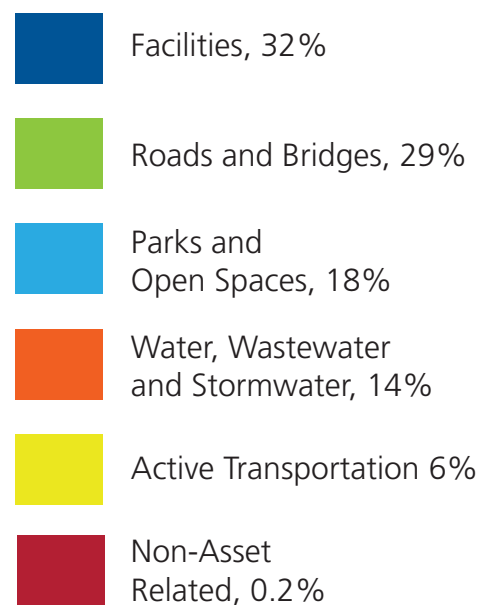 Facilities, 32%
Roads and Bridges, 29%
Parks and
Open Spaces, 18%
Water, Wastewater
and Stormwater, 14%
Active Transportation 6%
Non-Asset
Related, 0.2%